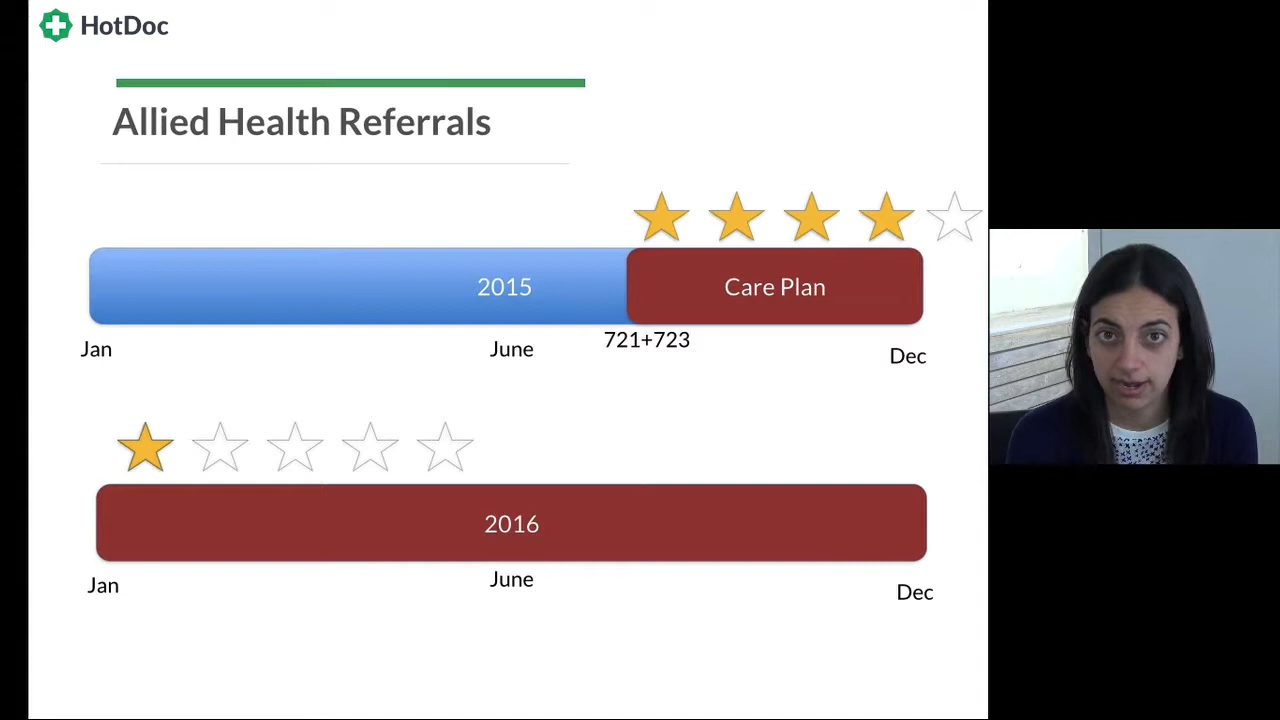 HotDoc
Allied Health Referrals
2015
Care Plan
Jan
June
721+723
Dec
2016
Jan
June
Dec